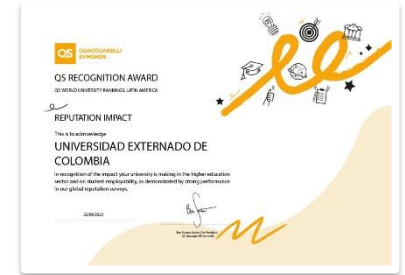 QS QUACQUARELLI
SYMONDS
QS RECOGNITION AWARD
QS WORLD UNIVERSITY RANKINGS: LATIN AMERICA
REPUTATION IMPACT
This is to acknowledge
UNIVERSIDAD EXTERNADO DE
COLOMBIA
In recognition of the impact your university is making in the higher education
sector and on student employability, as demonstrated by strong performance
in our global reputation surveys.